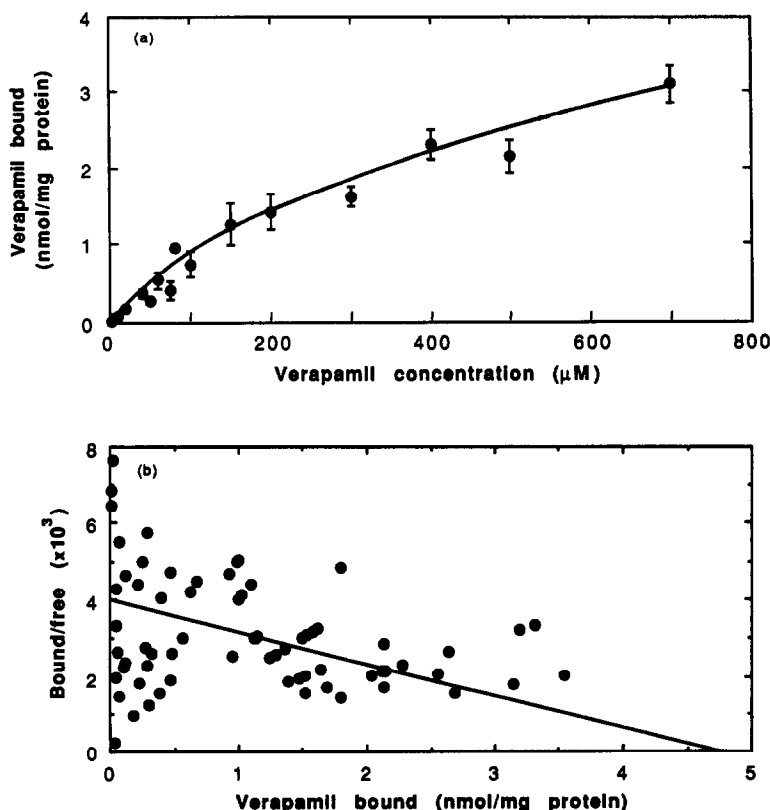 (a)
Verapamil bound
(nmol/mg protein)
4
3
2
1
0
0 200 400 600 800
Verapamil concentration (μM)
(b)
Bound/free (x10³)
8
6
4
2
0
0 1 2 3 4 5
Verapamil bound (nmol/mg protein)